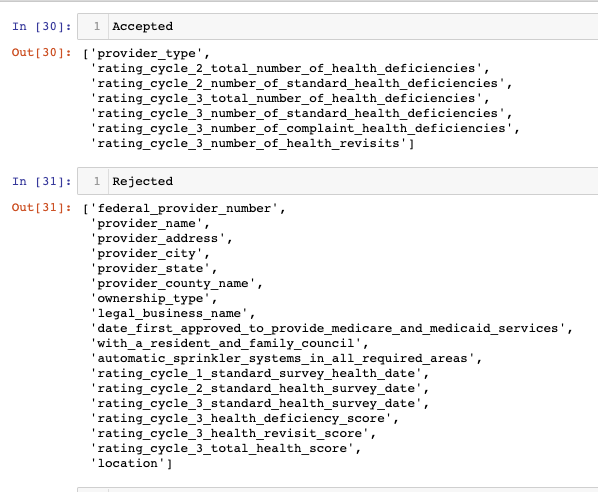 In [30]: 1 Accepted
Out[30]: ['provider_type',
'rating_cycle_2_total_number_of_health_deficiencies',
'rating_cycle_2_number_of_standard_health_deficiencies',
'rating_cycle_3_total_number_of_health_deficiencies',
'rating_cycle_3_number_of_standard_health_deficiencies',
'rating_cycle_3_number_of_complaint_health_deficiencies',
'rating_cycle_3_number_of_health_revisits']
In [31]: 1 Rejected
Out[31]: ['federal_provider_number',
'provider_name',
'provider_address',
'provider_city',
'provider_state',
'provider_county_name',
'ownership_type',
'legal_business_name',
'date_first_approved_to_provide_medicare_and_medicaid_services',
'with_a_resident_and_family_council',
'automatic_sprinkler_systems_in_all_required_areas',
'rating_cycle_1_standard_survey_health_date',
'rating_cycle_2_standard_health_survey_date',
'rating_cycle_3_standard_health_survey_date',
'rating_cycle_3_health_deficiency_score',
'rating_cycle_3_health_revisit_score',
'rating_cycle_3_total_health_score',
'location']